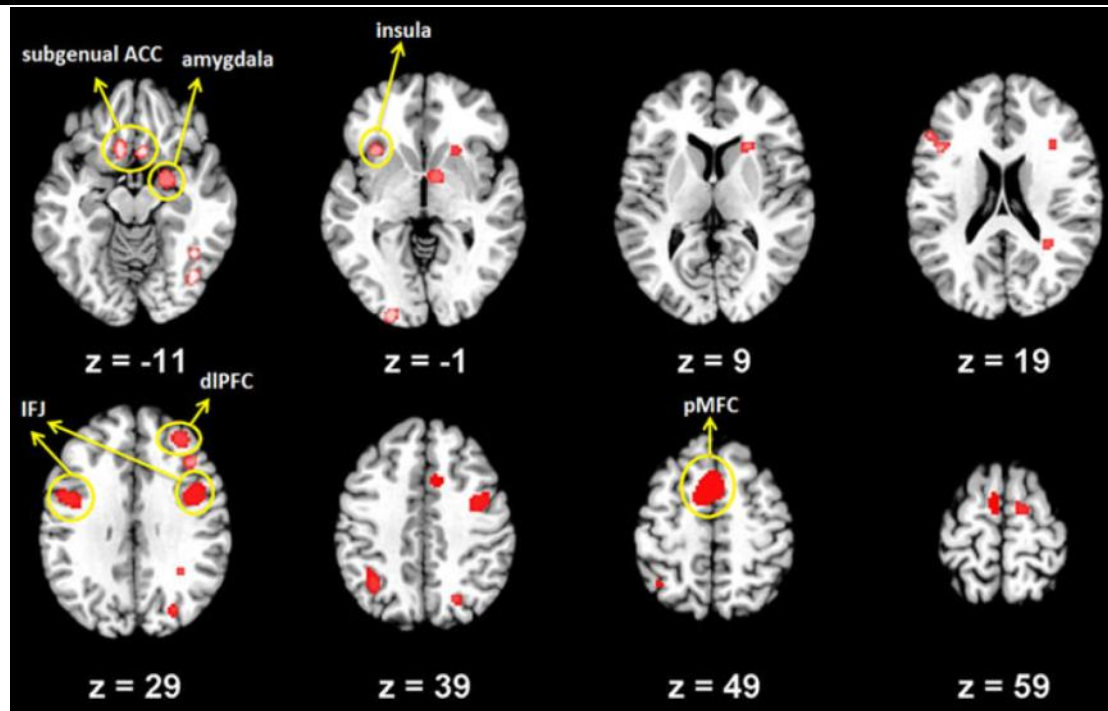 insula
subgenual ACC
amygdala
z = -11
z = -1
z = 9
z = 19
dlPFC
IFJ
pMFC
z = 29
z = 39
z = 49
z = 59